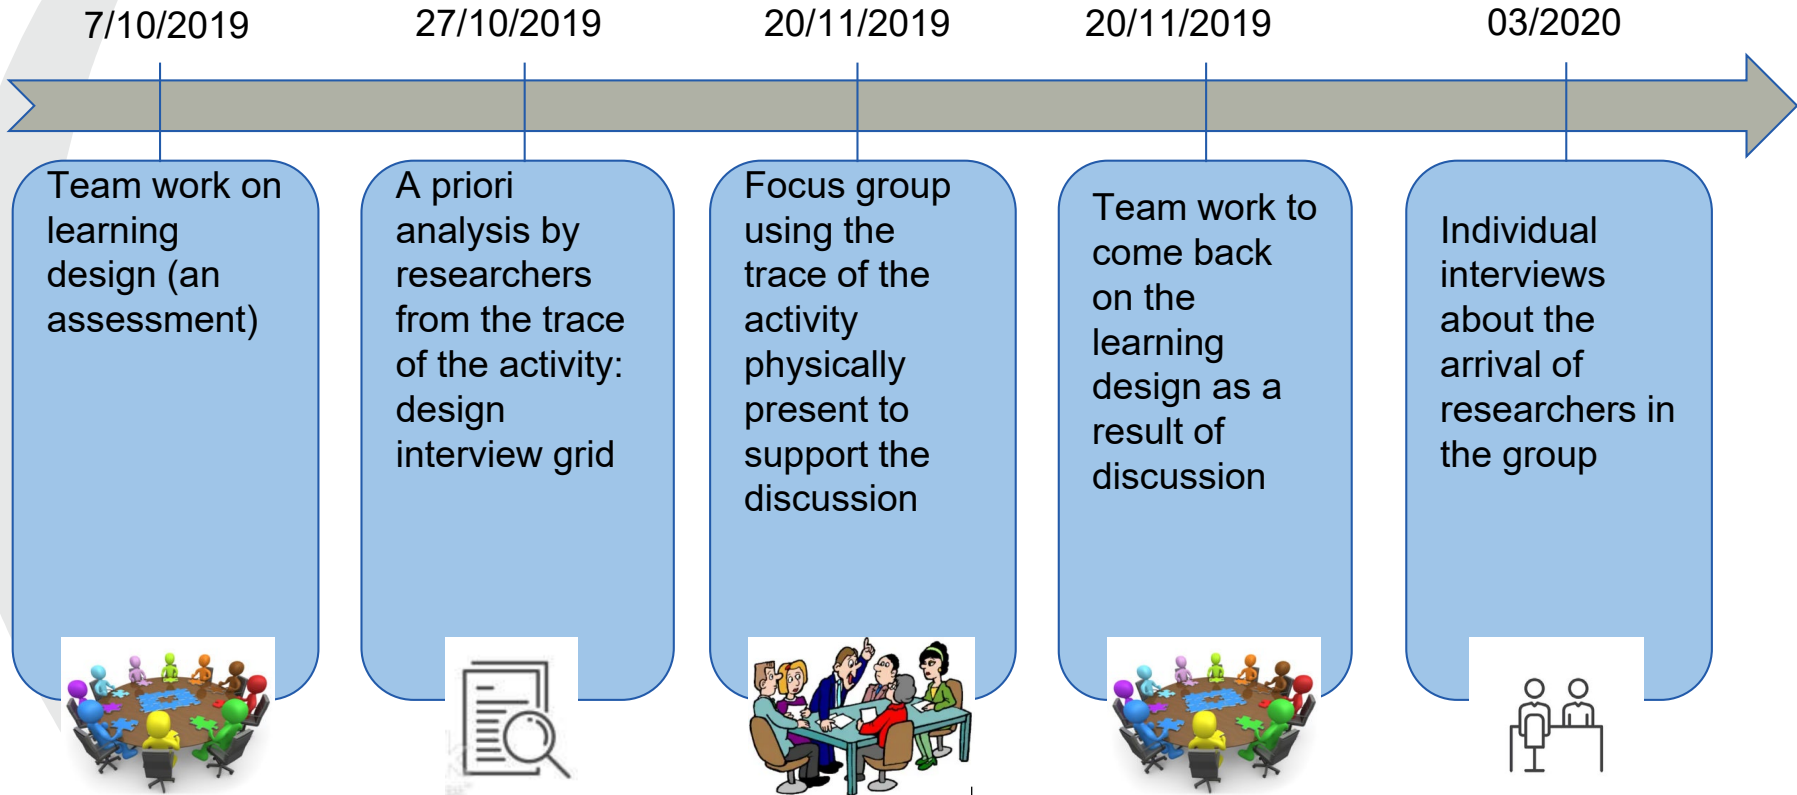 7/10/2019
27/10/2019
20/11/2019
20/11/2019
03/2020
Team work on
learning
design (an
assessment)
A priori
analysis by
researchers
from the trace
of the activity:
design
interview grid
Focus group
using the
trace of the
activity
physically
present to
support the
discussion
Team work to
come back
on the
learning
design as a
result of
discussion
Individual
interviews
about the
arrival of
researchers in
the group